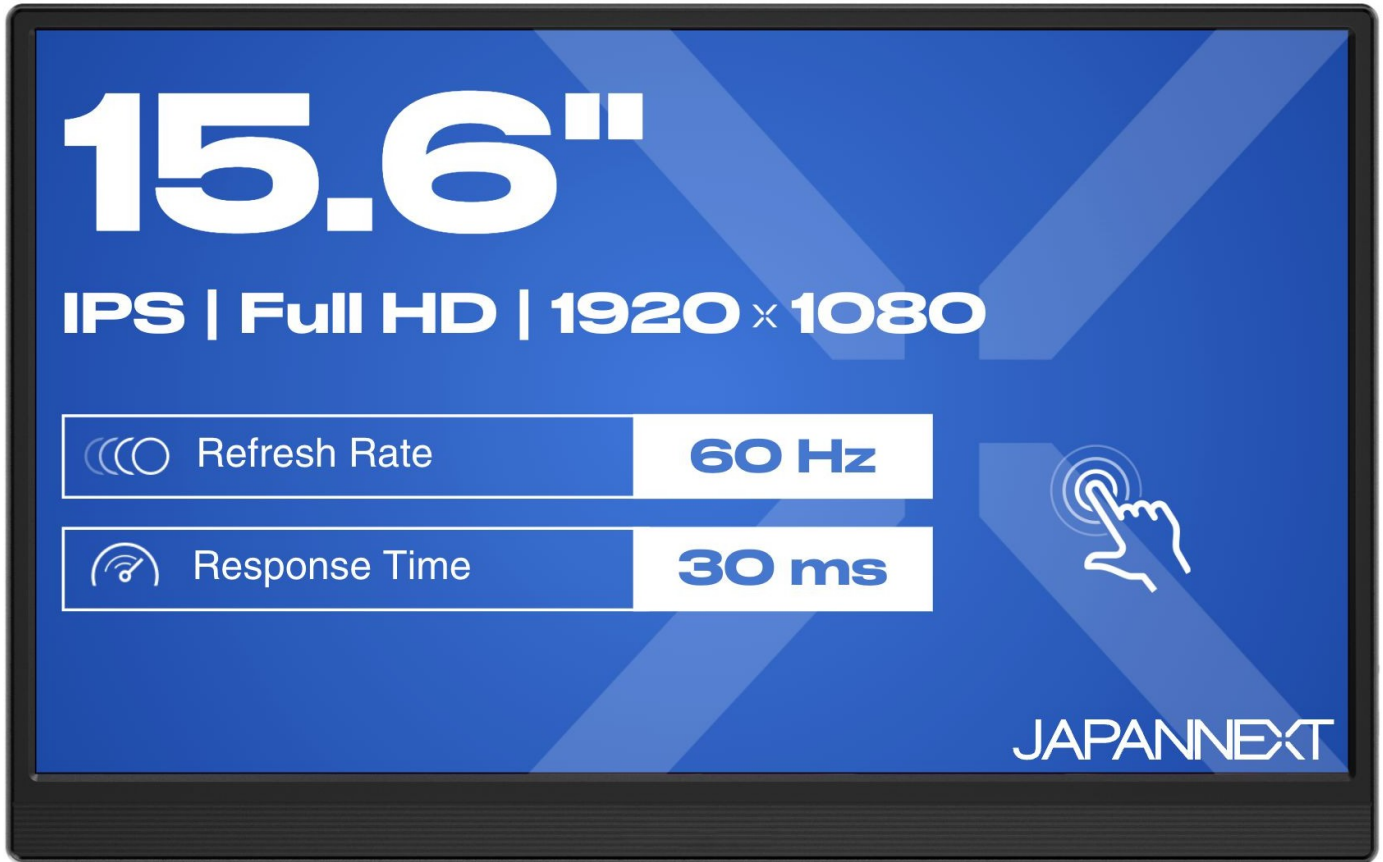 15.6"
IPS | Full HD | 1920 × 1080
Refresh Rate 60 Hz
Response Time 30 ms
JAPANNEXT